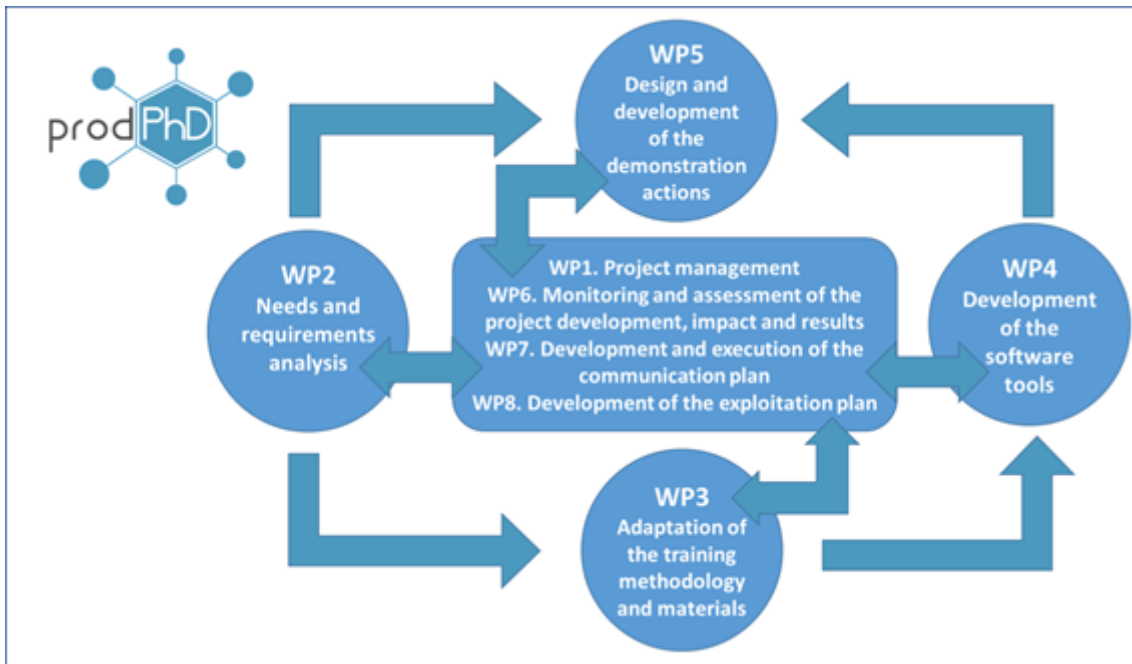 prodPhD
WP5
Design and
development
of the
demonstration
actions
WP2
Needs and
requirements
analysis
WP1. Project management
WP6. Monitoring and assessment of the
project development, impact and results
WP7. Development and execution of the
communication plan
WP8. Development of the exploitation plan
WP4
Development
of the
software
tools
WP3
Adaptation of
the training
methodology
and materials